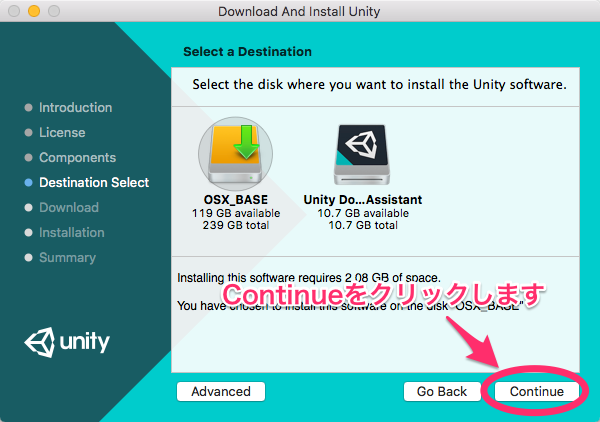 Download And Install Unity
Select a Destination
Introduction
License
Components
Destination Select
Download
Installation
Summary
unity
Select the disk where you want to install the Unity software.
OSX_BASE
119 GB available
239 GB total
Unity Do...Assistant
10.7 GB available
10.7 GB total
Installing this software requires 2.08 GB of space.
Continueをクリックします
You have chosen to install this software on the disk "OSX_BASE"
Advanced
Go Back
Continue